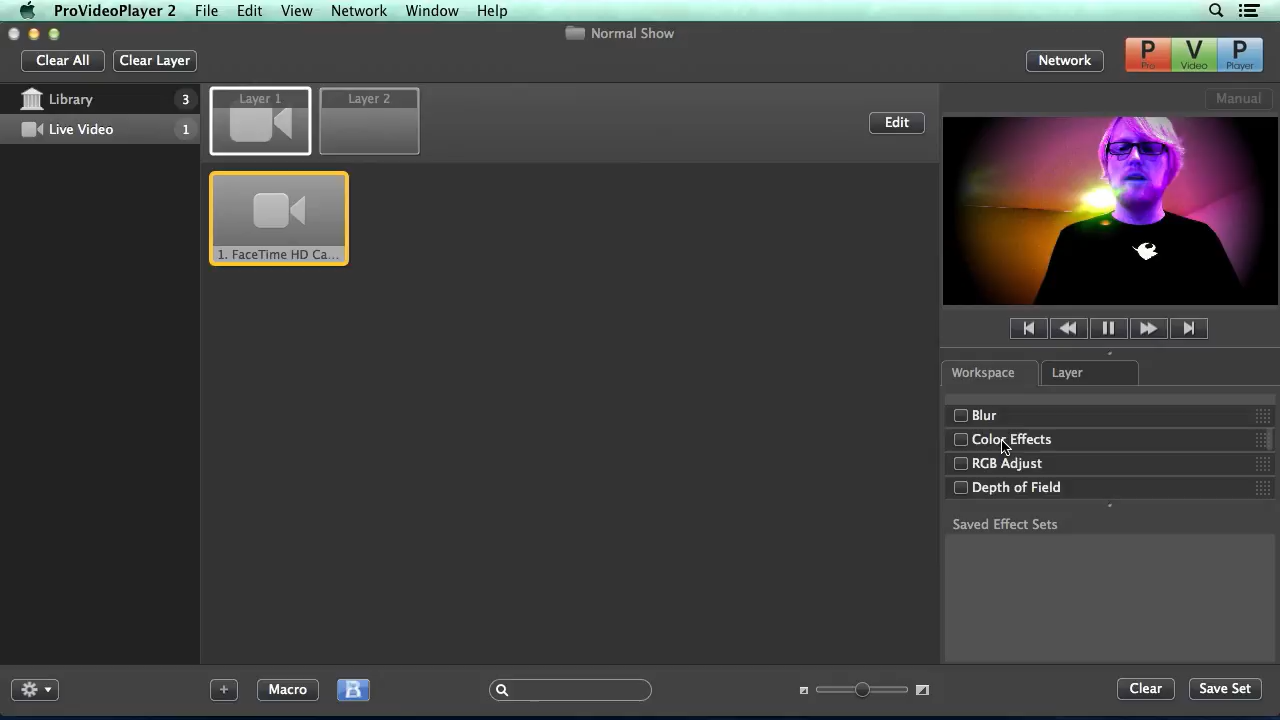 ProVideoPlayer 2 File Edit View Network Window Help
Normal Show
Clear All Clear Layer Network
P V P
Pro Video Player
Library 3
Live Video 1
Layer 1 Layer 2
Edit
Manual
1. FaceTime HD Ca...
Workspace Layer
Blur
Color Effects
RGB Adjust
Depth of Field
Saved Effect Sets
+ Macro B
Clear Save Set